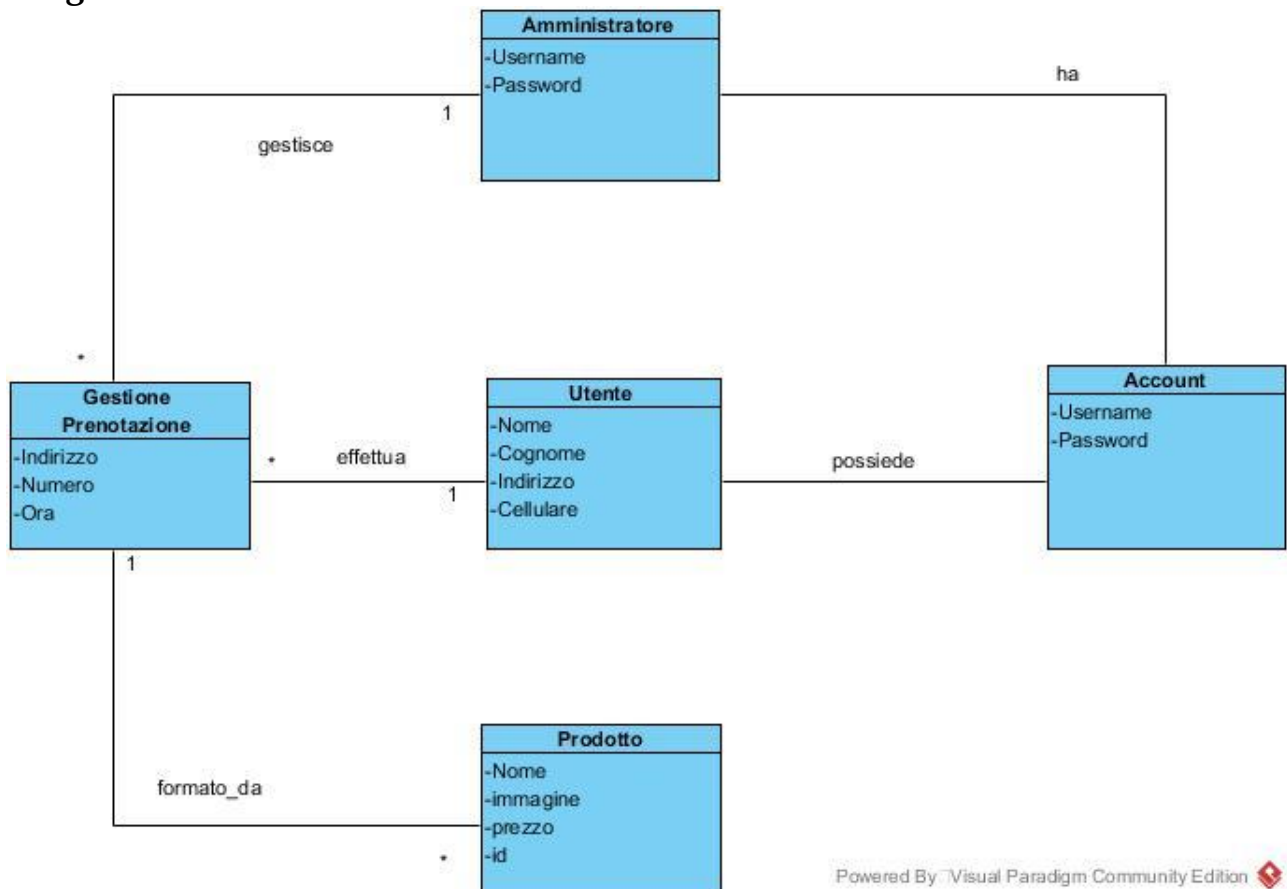 Amministratore
-Username
-Password
ha
1
gestisce
*
Gestione
Prenotazione
-Indirizzo
-Numero
-Ora
*
effettua
1
Utente
-Nome
-Cognome
-Indirizzo
-Cellulare
possiede
Account
-Username
-Password
1
formato_da
*
Prodotto
-Nome
-immagine
-prezzo
-id
Powered By Visual Paradigm Community Edition